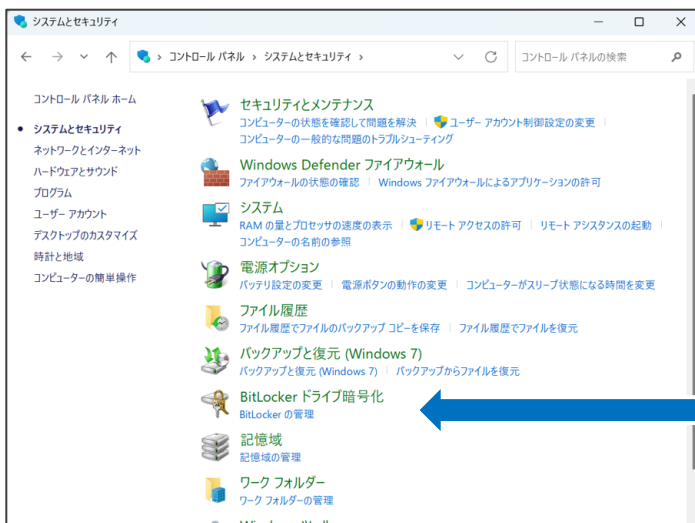 システムとセキュリティ
コントロール パネル › システムとセキュリティ ›
コントロール パネルの検索
コントロール パネル ホーム
システムとセキュリティ
ネットワークとインターネット
ハードウェアとサウンド
プログラム
ユーザー アカウント
デスクトップのカスタマイズ
時計と地域
コンピューターの簡単操作
セキュリティとメンテナンス
コンピューターの状態を確認して問題を解決 ユーザー アカウント制御設定の変更
コンピューターの一般的な問題のトラブルシューティング
Windows Defender ファイアウォール
ファイアウォールの状態の確認 Windows ファイアウォールによるアプリケーションの許可
システム
RAM の量とプロセッサの速度の表示 リモート アクセスの許可 リモート アシスタンスの起動
コンピューターの名前の参照
電源オプション
バッテリ設定の変更 電源ボタンの動作の変更 コンピューターがスリープ状態になる時間を変更
ファイル履歴
ファイル履歴でファイルのバックアップ コピーを保存 ファイル履歴でファイルを復元
バックアップと復元 (Windows 7)
バックアップと復元 (Windows 7) バックアップからファイルを復元
BitLocker ドライブ暗号化
BitLocker の管理
記憶域
記憶域の管理
ワーク フォルダー
ワーク フォルダーの管理